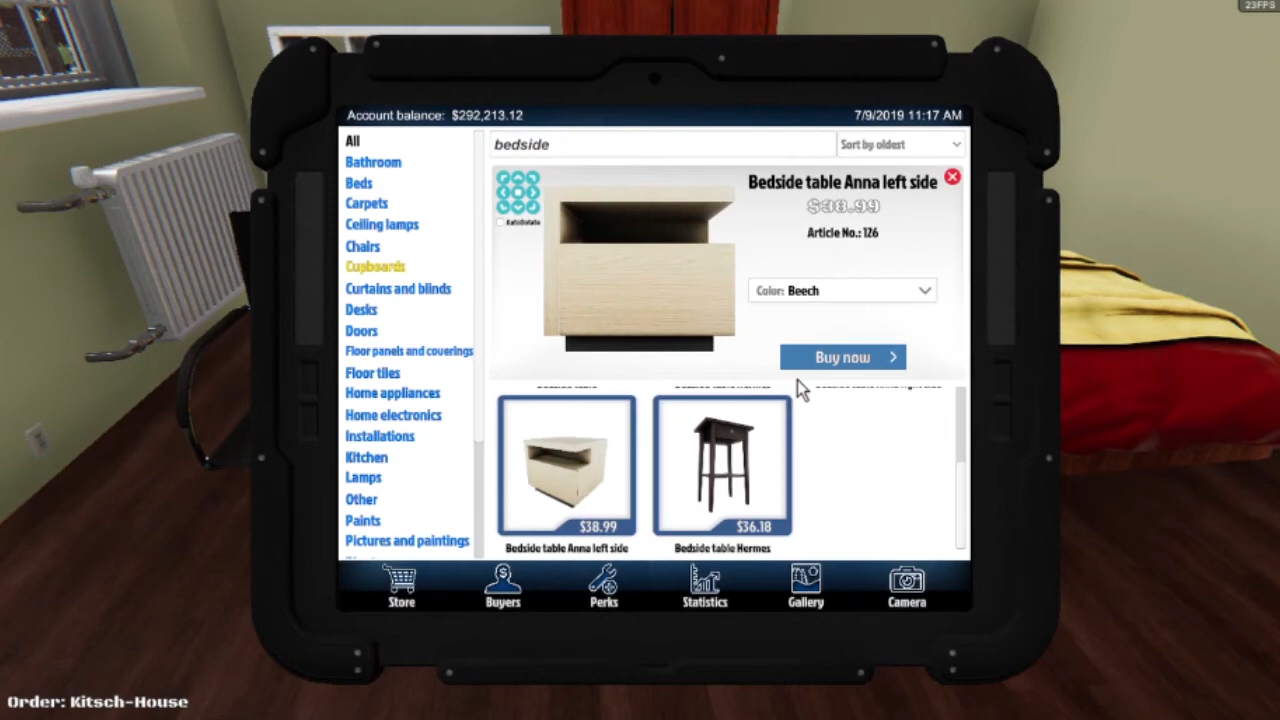 23FPS
Account balance: $292,213.12
7/9/2019 11:17 AM
All
Bathroom
Beds
Carpets
Ceiling lamps
Chairs
Cupboards
Curtains and blinds
Desks
Doors
Floor panels and coverings
Floor tiles
Home appliances
Home electronics
Installations
Kitchen
Lamps
Other
Paints
Pictures and paintings
bedside
Sort by oldest
AutoRotate
Bedside table Anna left side
$38.99
Article No.: 126
Color: Beech
Buy now
$38.99
Bedside table Anna left side
$36.18
Bedside table Hermes
Store
Buyers
Perks
Statistics
Gallery
Camera
Order: Kitsch-House